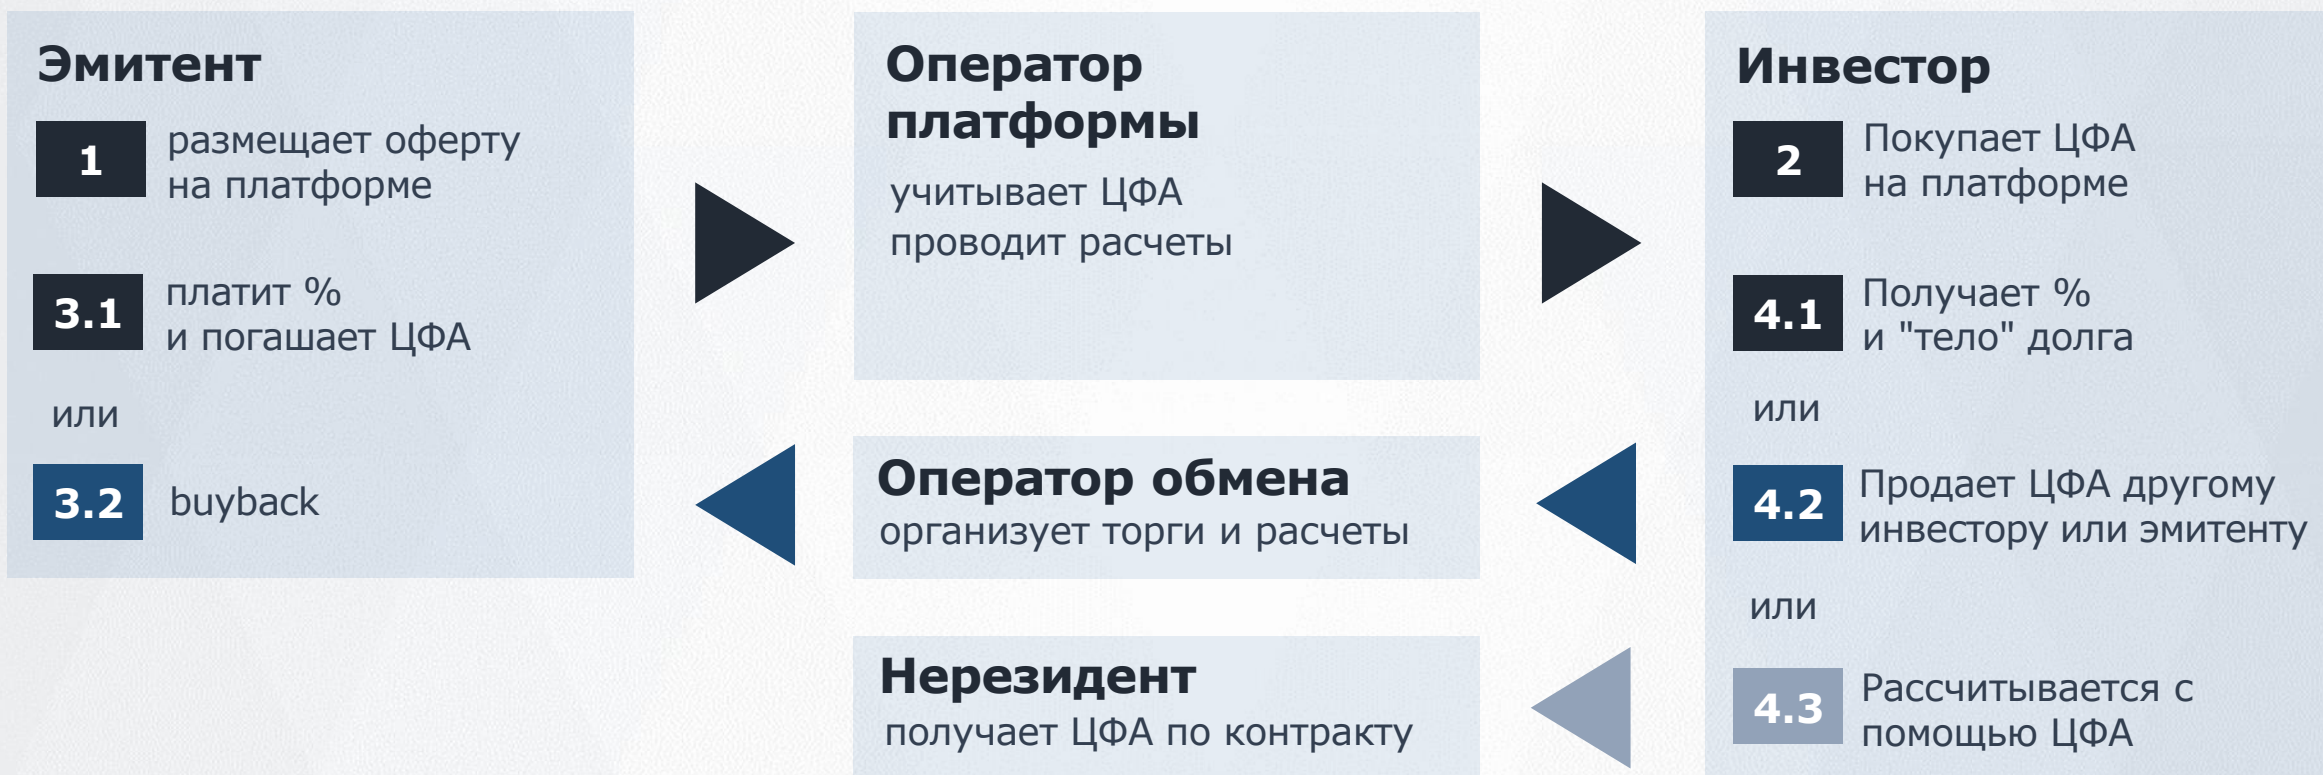 Эмитент
1
размещает оферту
на платформе
3.1
платит %
и погашает ЦФА
или
3.2
buyback
Оператор
платформы
учитывает ЦФА
проводит расчеты
Оператор обмена
организует торги и расчеты
Нерезидент
получает ЦФА по контракту
Инвестор
2
Покупает ЦФА
на платформе
4.1
Получает %
и "тело" долга
или
4.2
Продает ЦФА другому
инвестору или эмитенту
или
4.3
Рассчитывается с
помощью ЦФА